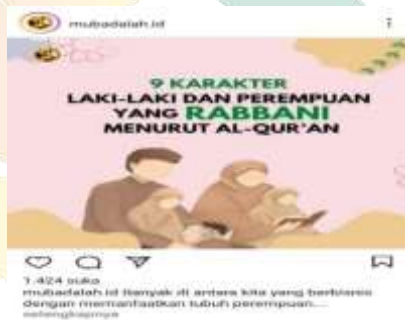 mubadalah.id
9 KARAKTER
LAKI-LAKI DAN PEREMPUAN
YANG RABBANI
MENURUT AL-QUR'AN
1.424 suka
mubadalah.id Banyak di antara kita yang berbisnis
dengan memanfaatkan tubuh perempuan....
selengkapnya